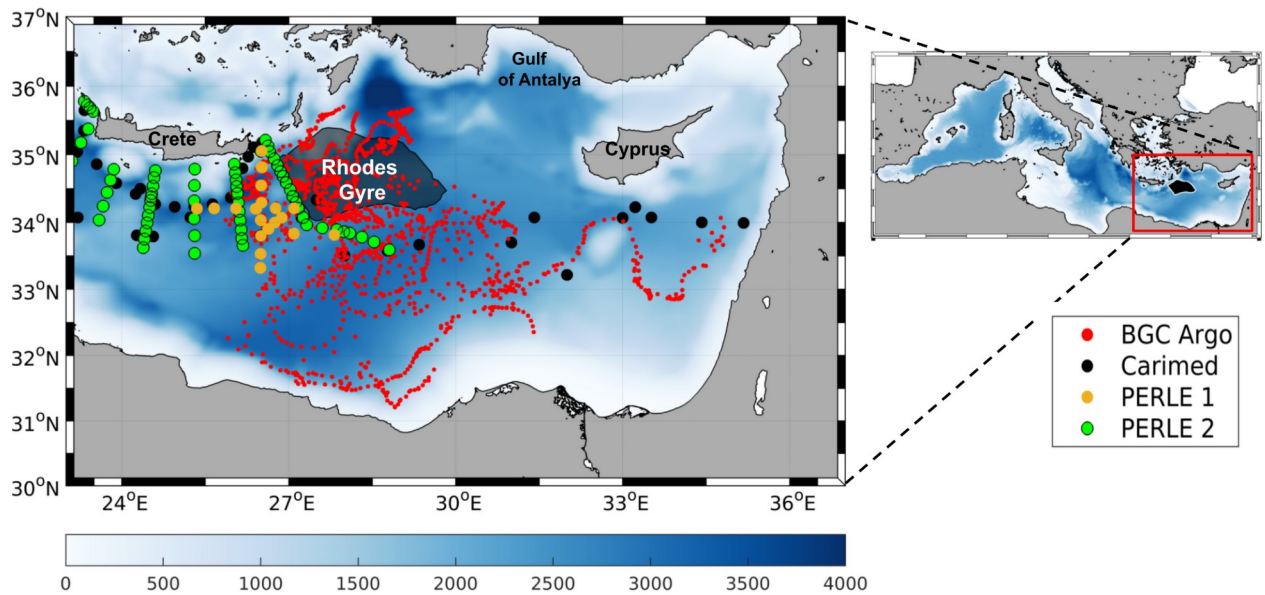 37°N
36°N
35°N
34°N
33°N
32°N
31°N
30°N
24°E
27°E
30°E
33°E
36°E
Gulf
of Antalya
Crete
Cyprus
Rhodes
Gyre
BGC Argo
Carimed
PERLE 1
PERLE 2
0
500
1000
1500
2000
2500
3000
3500
4000